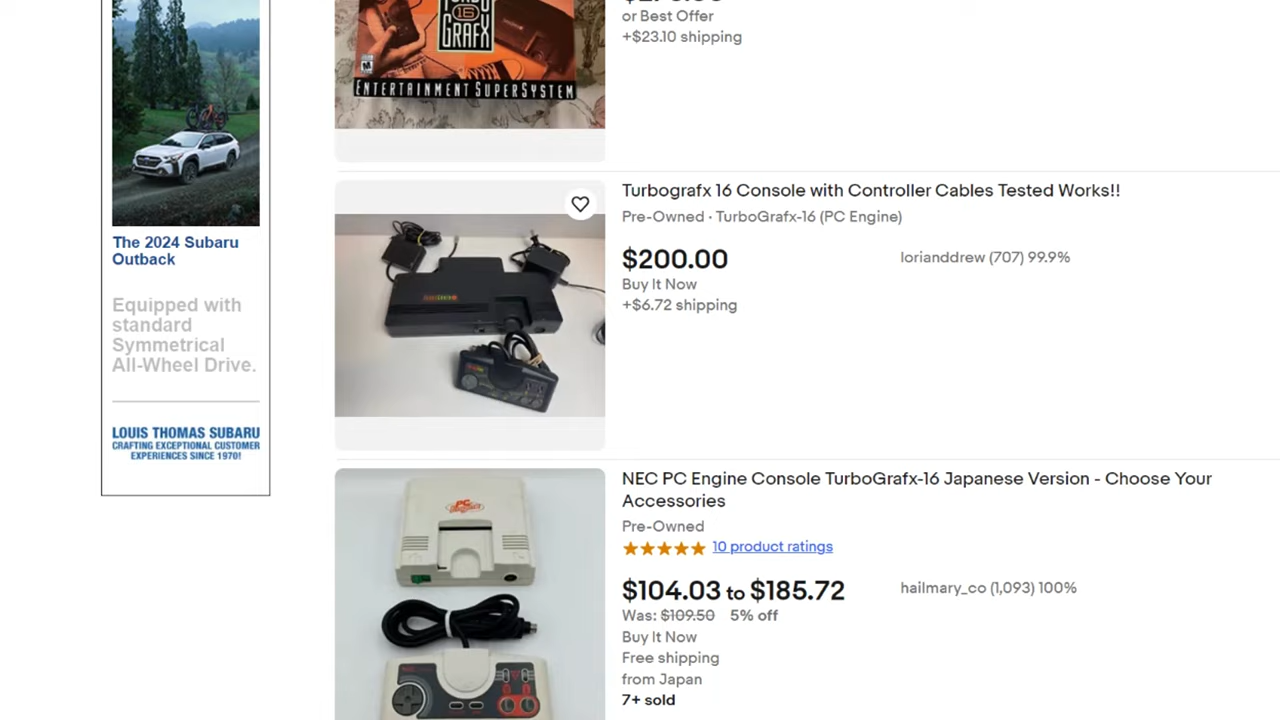 16
GRAFX
M
ENTERTAINMENT SUPERSYSTEM
or Best Offer
+$23.10 shipping
The 2024 Subaru
Outback
Equipped with
standard
Symmetrical
All-Wheel Drive.
LOUIS THOMAS SUBARU
CRAFTING EXCEPTIONAL CUSTOMER
EXPERIENCES SINCE 1970!
Turbografx 16 Console with Controller Cables Tested Works!!
Pre-Owned · TurboGrafx-16 (PC Engine)
$200.00
lorianddrew (707) 99.9%
Buy It Now
+$6.72 shipping
NEC PC Engine Console TurboGrafx-16 Japanese Version - Choose Your
Accessories
Pre-Owned
10 product ratings
$104.03 to $185.72
hailmary_co (1,093) 100%
Was: $109.50 5% off
Buy It Now
Free shipping
from Japan
7+ sold